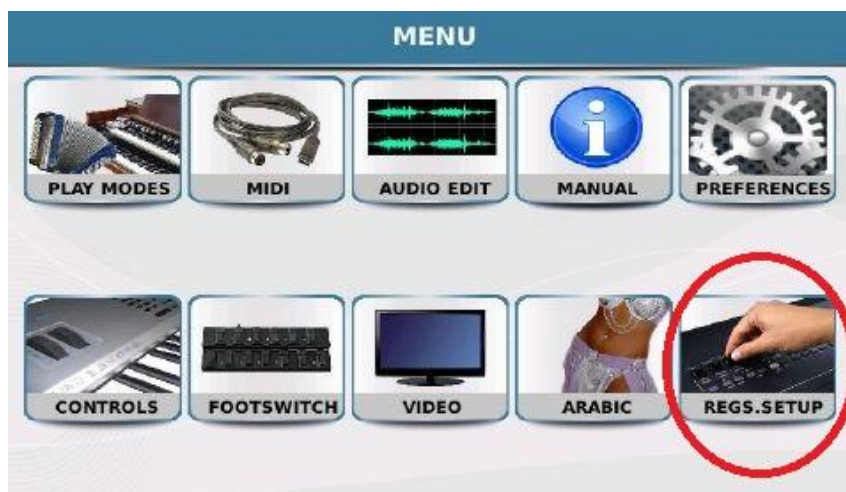 MENU
PLAY MODES
MIDI
AUDIO EDIT
MANUAL
PREFERENCES
CONTROLS
FOOTSWITCH
VIDEO
ARABIC
REGS.SETUP